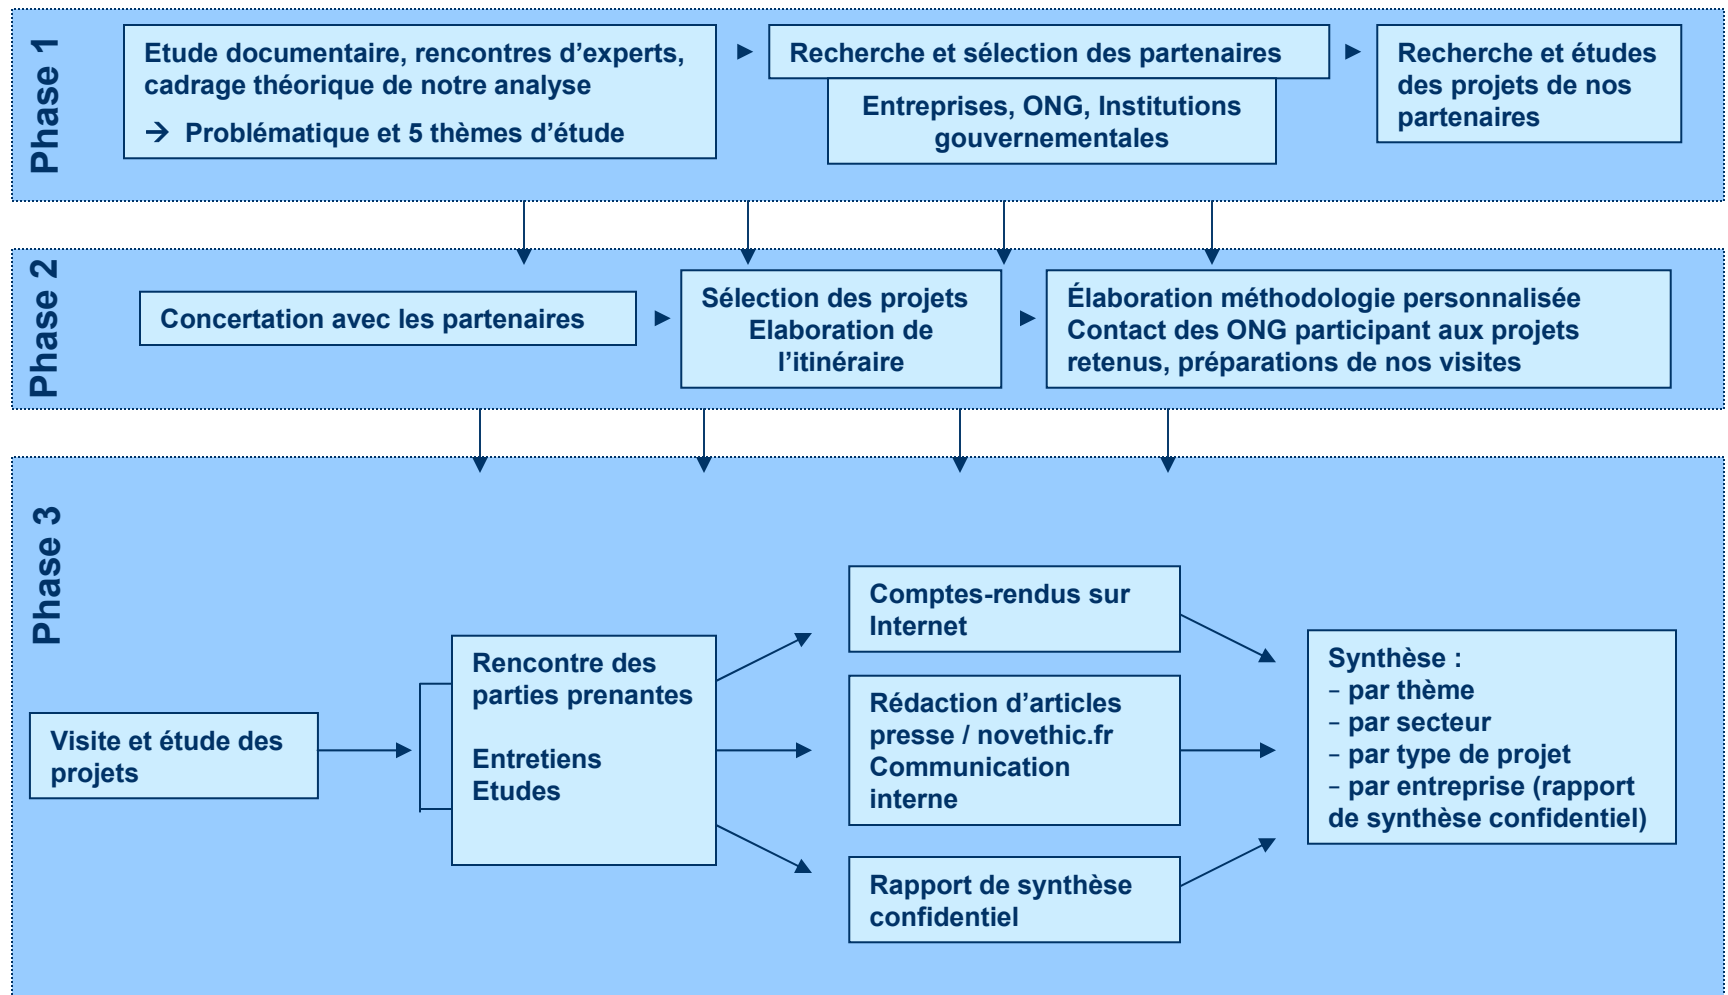 Phase 1
Etude documentaire, rencontres d’experts,
cadrage théorique de notre analyse
→ Problématique et 5 thèmes d’étude
Recherche et sélection des partenaires
Entreprises, ONG, Institutions
gouvernementales
Recherche et études
des projets de nos
partenaires
Phase 2
Concertation avec les partenaires
Sélection des projets
Elaboration de
l’itinéraire
Élaboration méthodologie personnalisée
Contact des ONG participant aux projets
retenus, préparations de nos visites
Phase 3
Visite et étude des
projets
Rencontre des
parties prenantes
Entretiens
Etudes
Comptes-rendus sur
Internet
Rédaction d’articles
presse / novethic.fr
Communication
interne
Rapport de synthèse
confidentiel
Synthèse :
- par thème
- par secteur
- par type de projet
- par entreprise (rapport
de synthèse confidentiel)